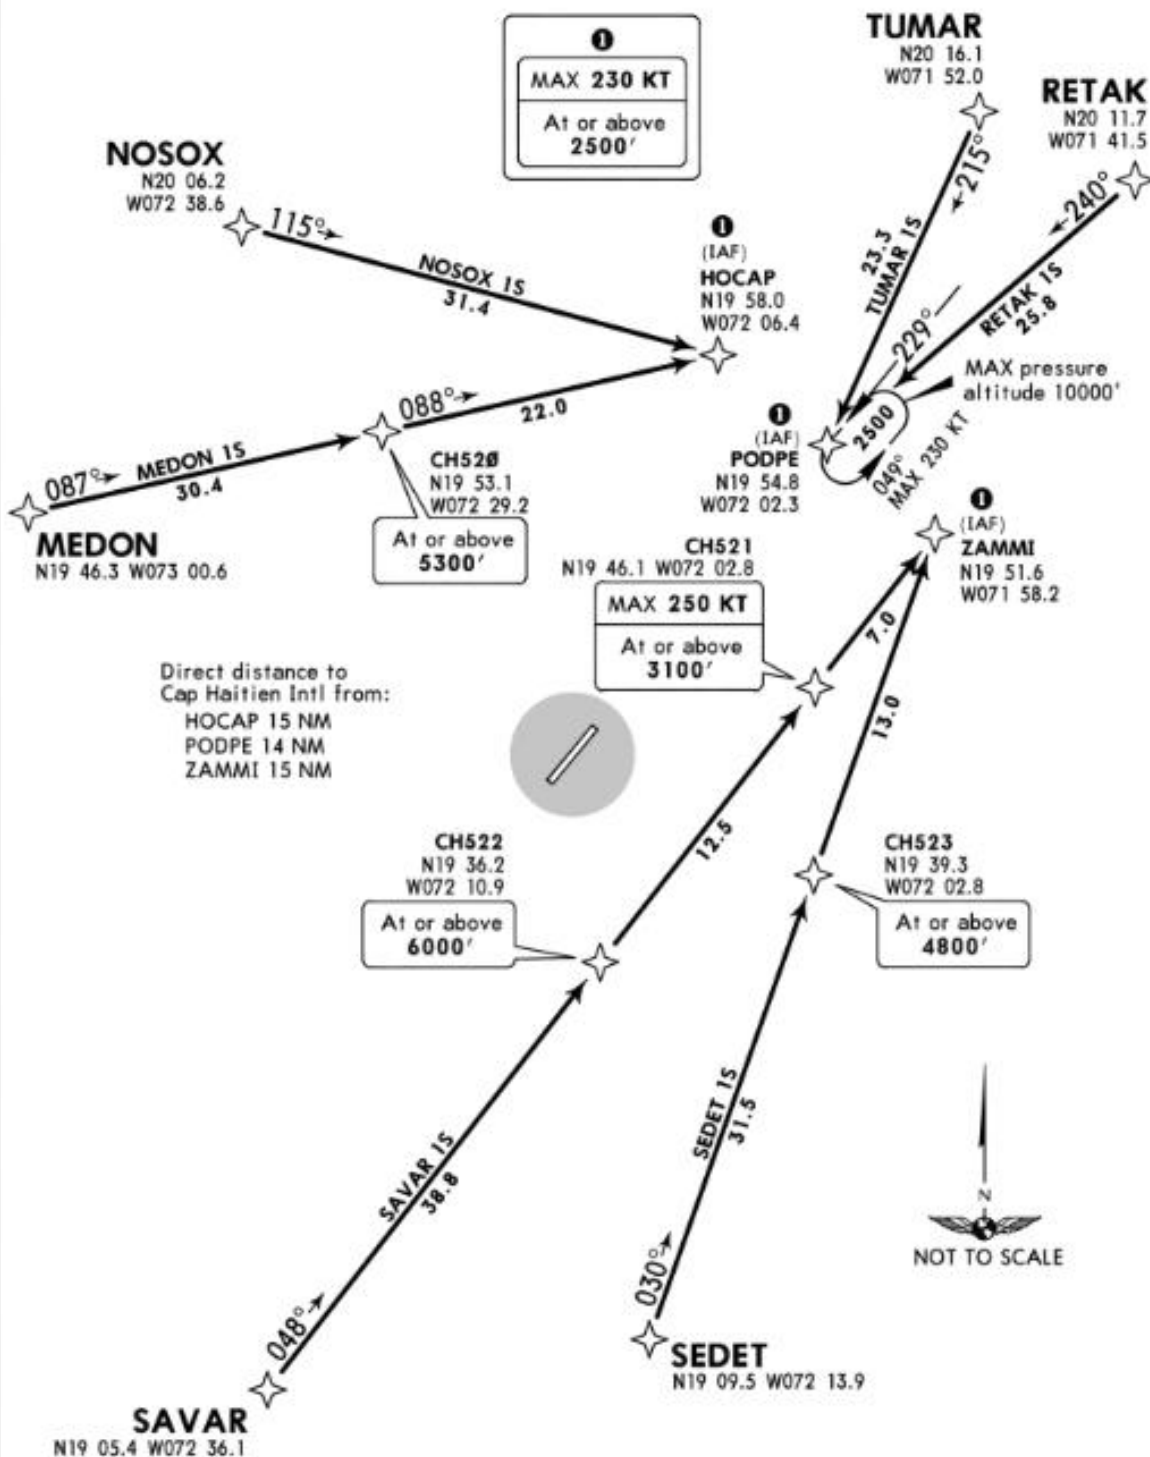 ❶
MAX 230 KT
At or above
2500'
TUMAR
N20 16.1
W071 52.0
RETAK
N20 11.7
W071 41.5
NOSOX
N20 06.2
W072 38.6
115°
NOSOX 1S
31.4
❶
(IAF)
HOCAP
N19 58.0
W072 06.4
215°
23.3
TUMAR 1S
240°
RETAK 1S
25.8
229°
MAX pressure
altitude 10000'
2500
049°
MAX 230 KT
❶
(IAF)
PODPE
N19 54.8
W072 02.3
088°
22.0
087°
MEDON 1S
30.4
CH52Ø
N19 53.1
W072 29.2
At or above
5300'
MEDON
N19 46.3 W073 00.6
❶
(IAF)
ZAMMI
N19 51.6
W071 58.2
CH521
N19 46.1 W072 02.8
MAX 250 KT
At or above
3100'
7.0
13.0
Direct distance to
Cap Haitien Intl from:
HOCAP 15 NM
PODPE 14 NM
ZAMMI 15 NM
12.5
CH522
N19 36.2
W072 10.9
At or above
6000'
CH523
N19 39.3
W072 02.8
At or above
4800'
SAVAR 1S
38.8
048°
SEDET 1S
31.5
030°
N
NOT TO SCALE
SEDET
N19 09.5 W072 13.9
SAVAR
N19 05.4 W072 36.1